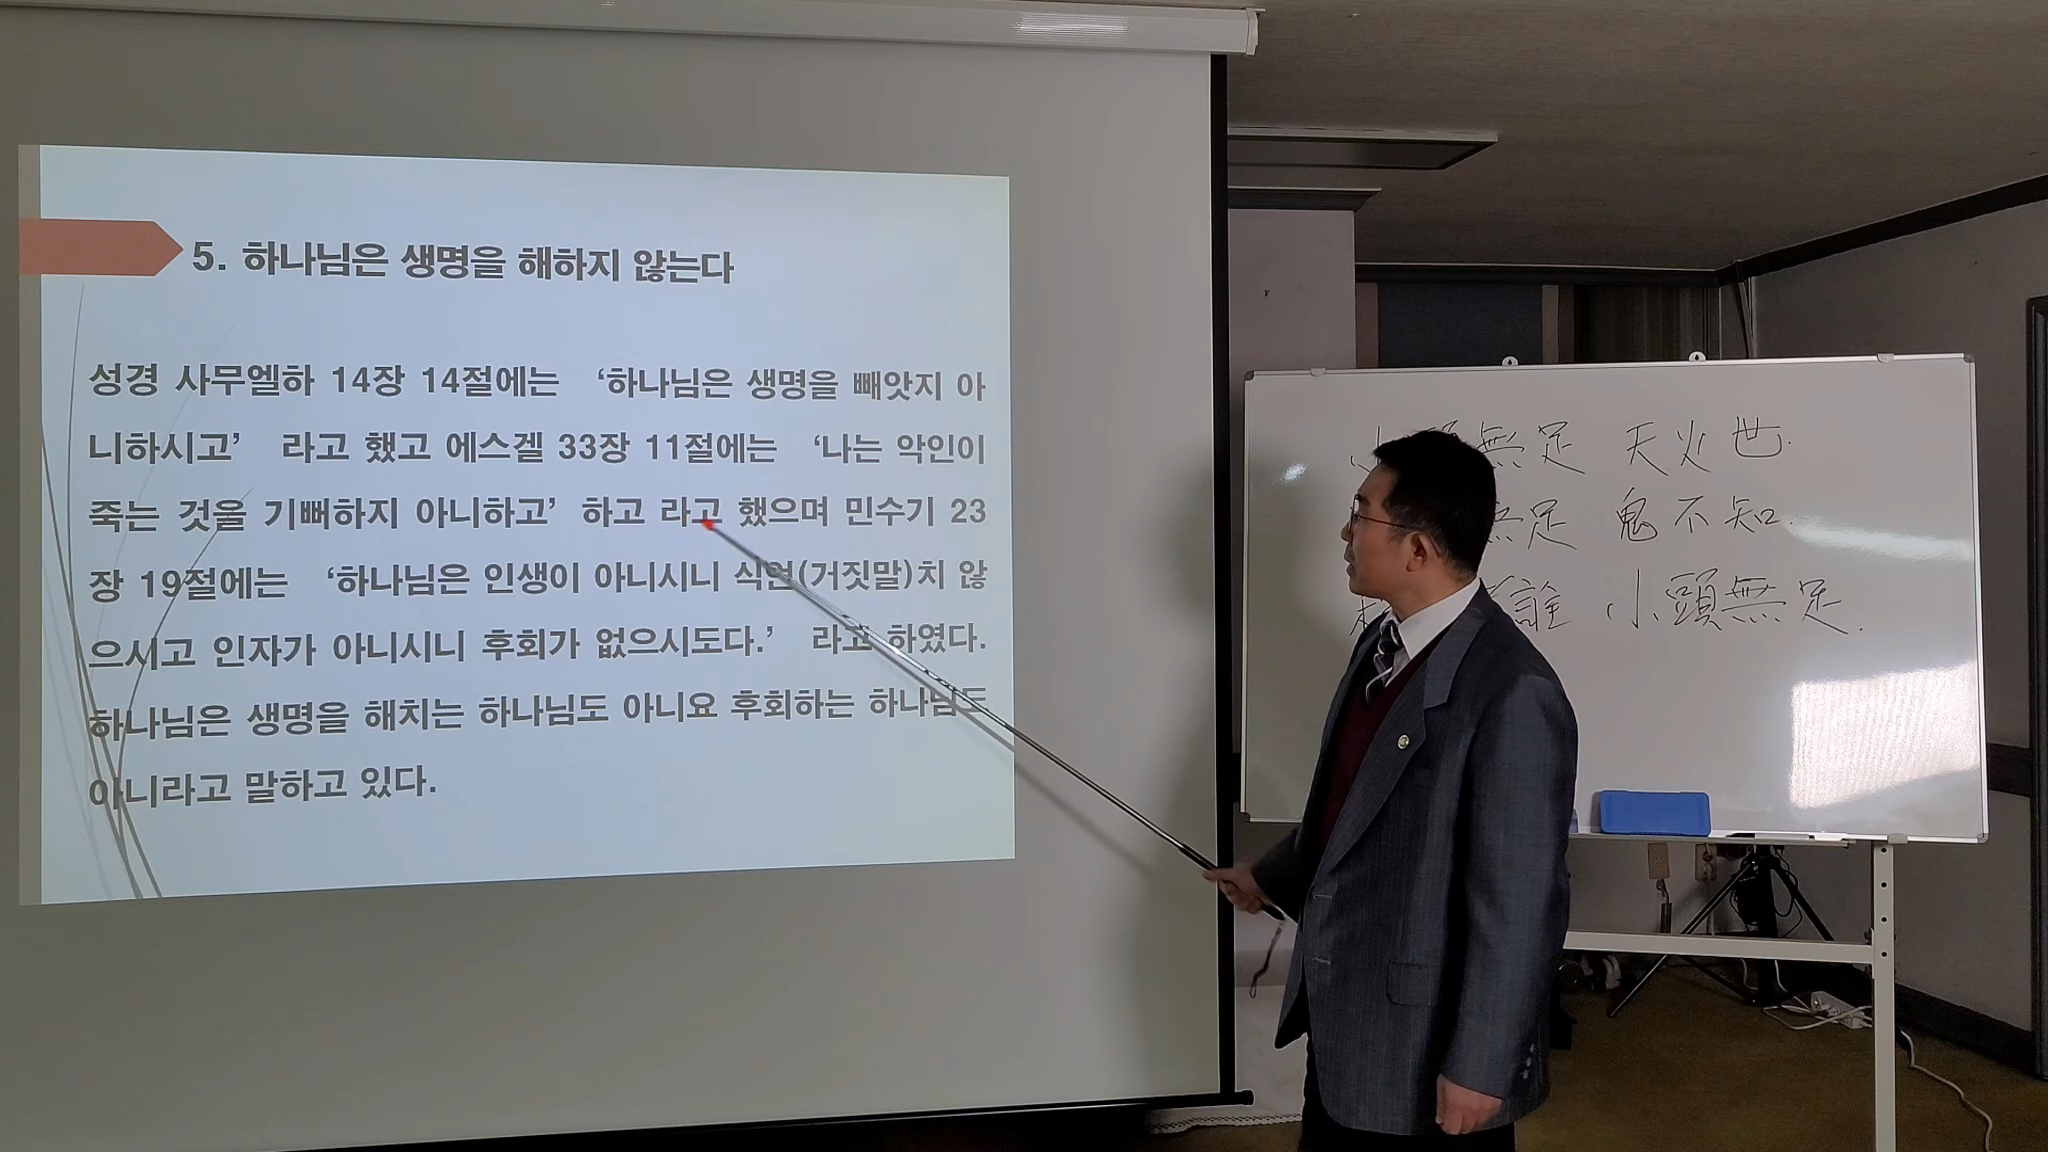 5. 하나님은 생명을 해하지 않는다
성경 사무엘하 14장 14절에는 ‘하나님은 생명을 빼앗지 아
니하시고’ 라고 했고 에스겔 33장 11절에는 ‘나는 악인이
죽는 것을 기뻐하지 아니하고’ 하고 라고 했으며 민수기 23
장 19절에는 ‘하나님은 인생이 아니시니 식언(거짓말)치 않
으시고 인자가 아니시니 후회가 없으시도다.’ 라고 하였다.
하나님은 생명을 해치는 하나님도 아니요 후회하는 하나님도
아니라고 말하고 있다.
小頭無足 天火世.
無足 鬼不知.
誰 小頭無足.